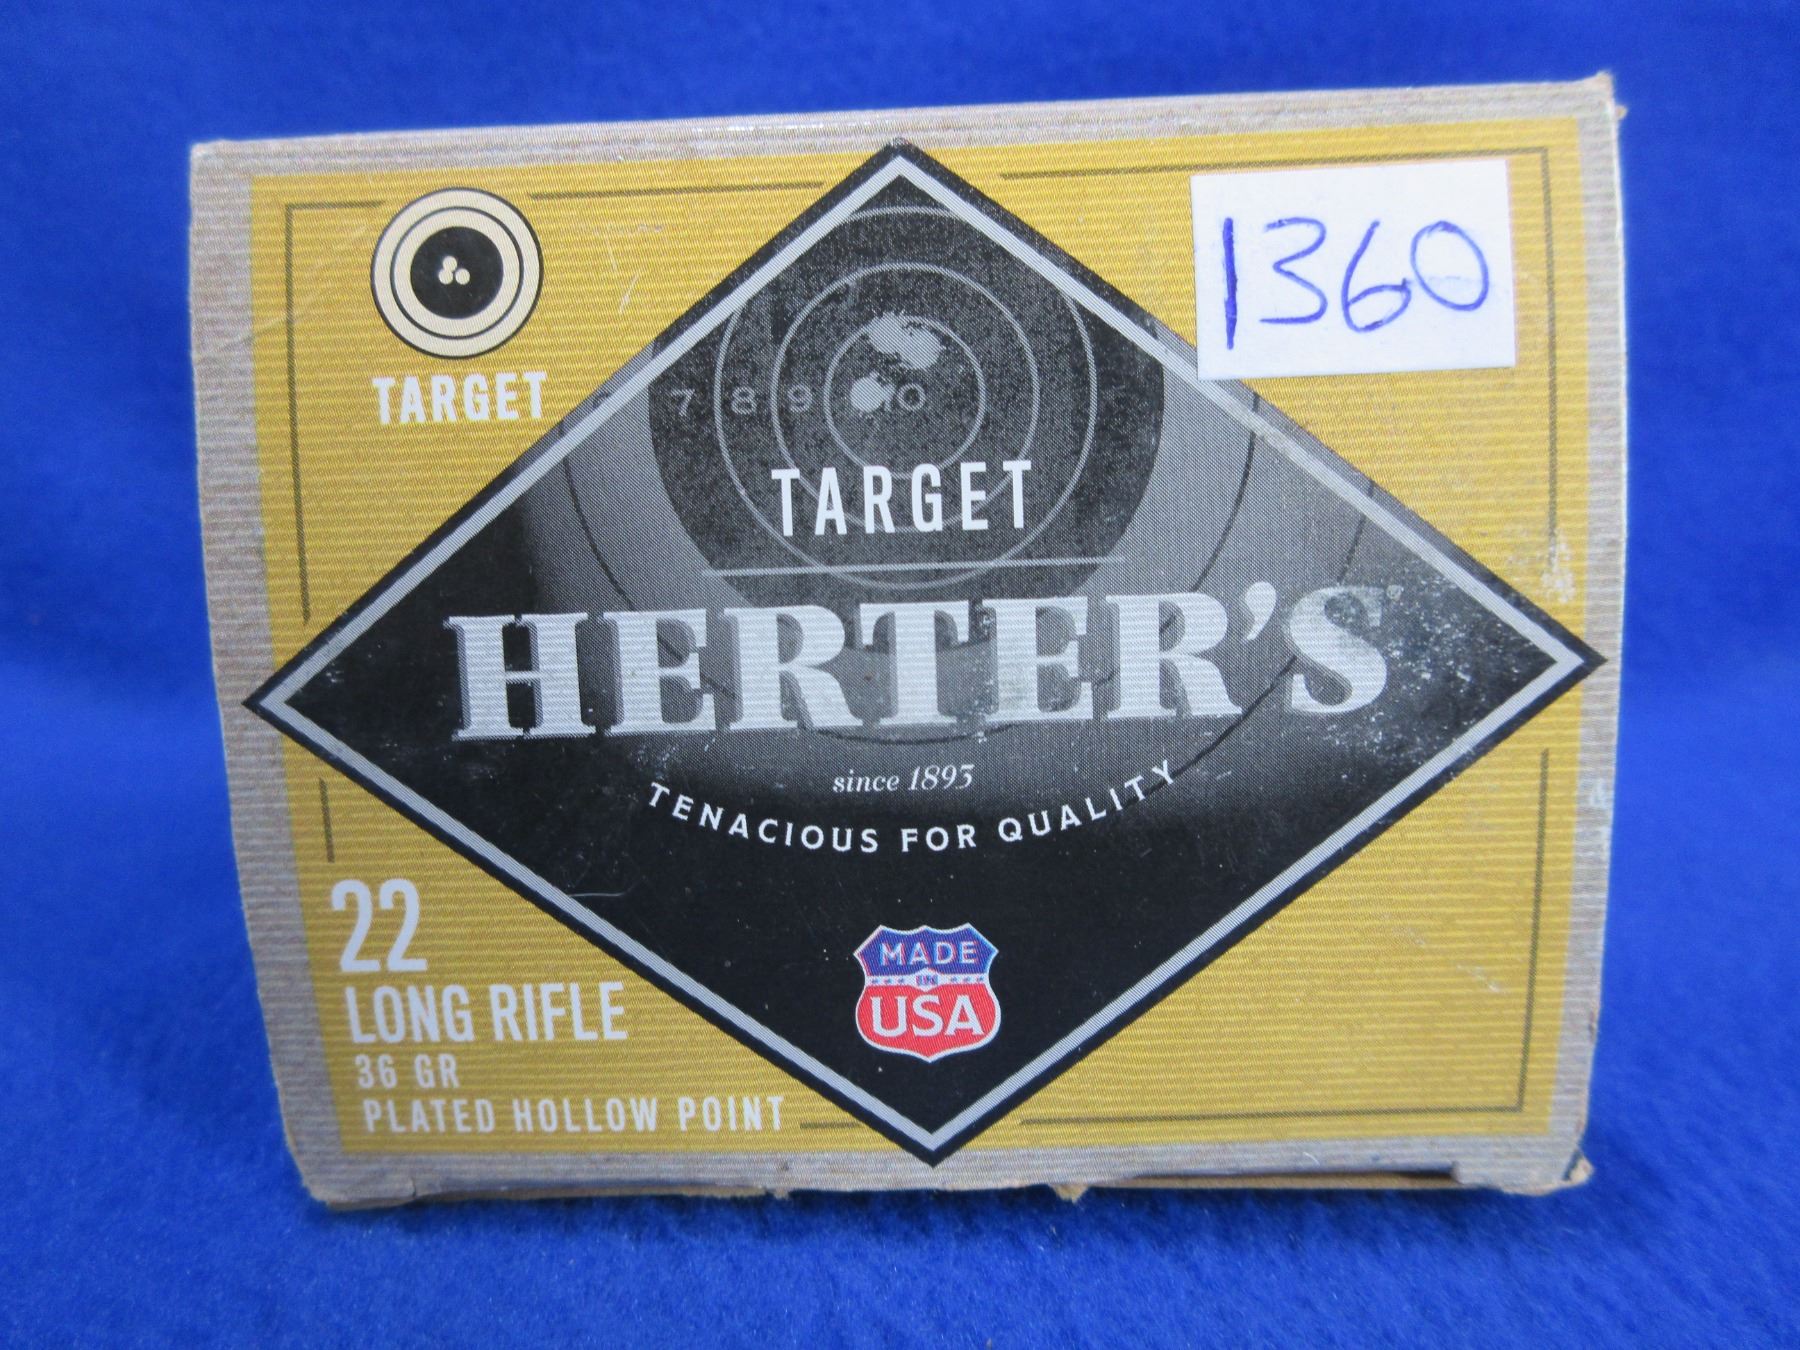 TARGET
1360
7 8 9 10
TARGET
HERTER'S
since 1893
TENACIOUS FOR QUALITY
22
LONG RIFLE
36 GR
PLATED HOLLOW POINT
MADE
IN
USA